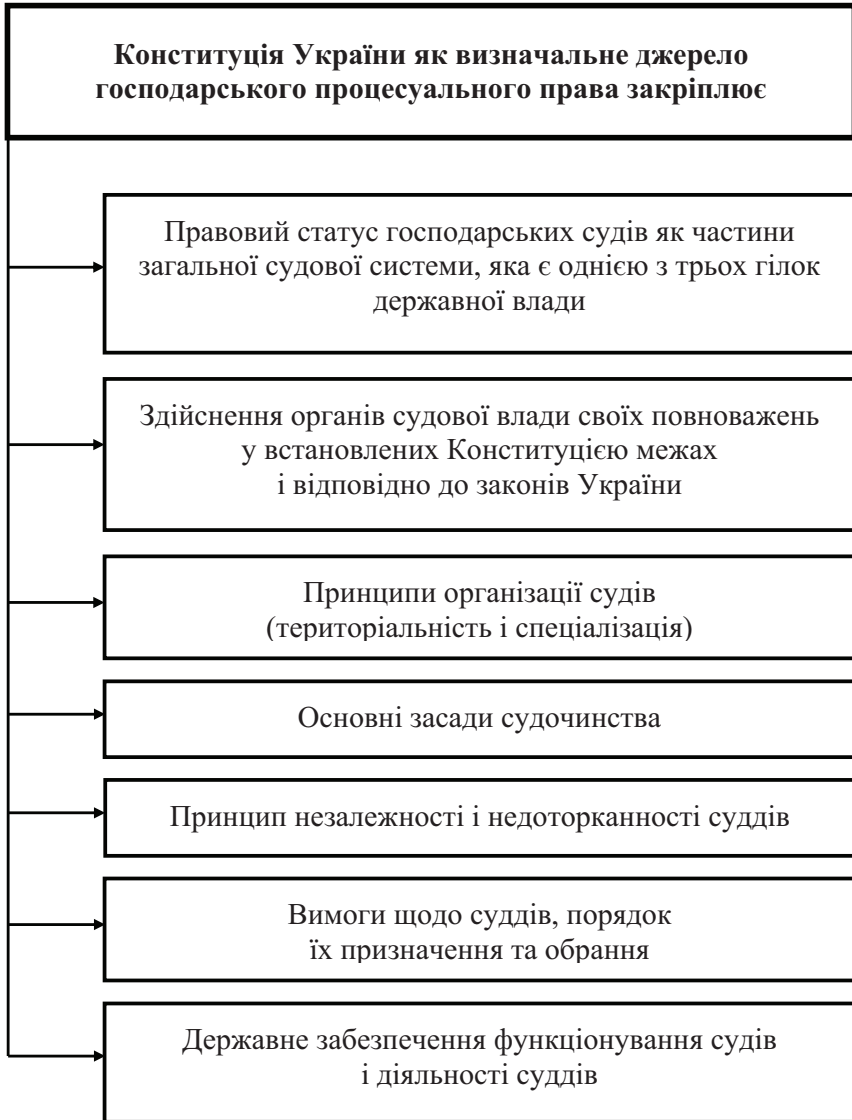 Конституція України як визначальне джерело
господарського процесуального права закріплює
Правовий статус господарських судів як частини
загальної судової системи, яка є однією з трьох гілок
державної влади
Здійснення органів судової влади своїх повноважень
у встановлених Конституцією межах
і відповідно до законів України
Принципи організації судів
(територіальність і спеціалізація)
Основні засади судочинства
Принцип незалежності і недоторканності суддів
Вимоги щодо суддів, порядок
їх призначення та обрання
Державне забезпечення функціонування судів
і діяльності суддів